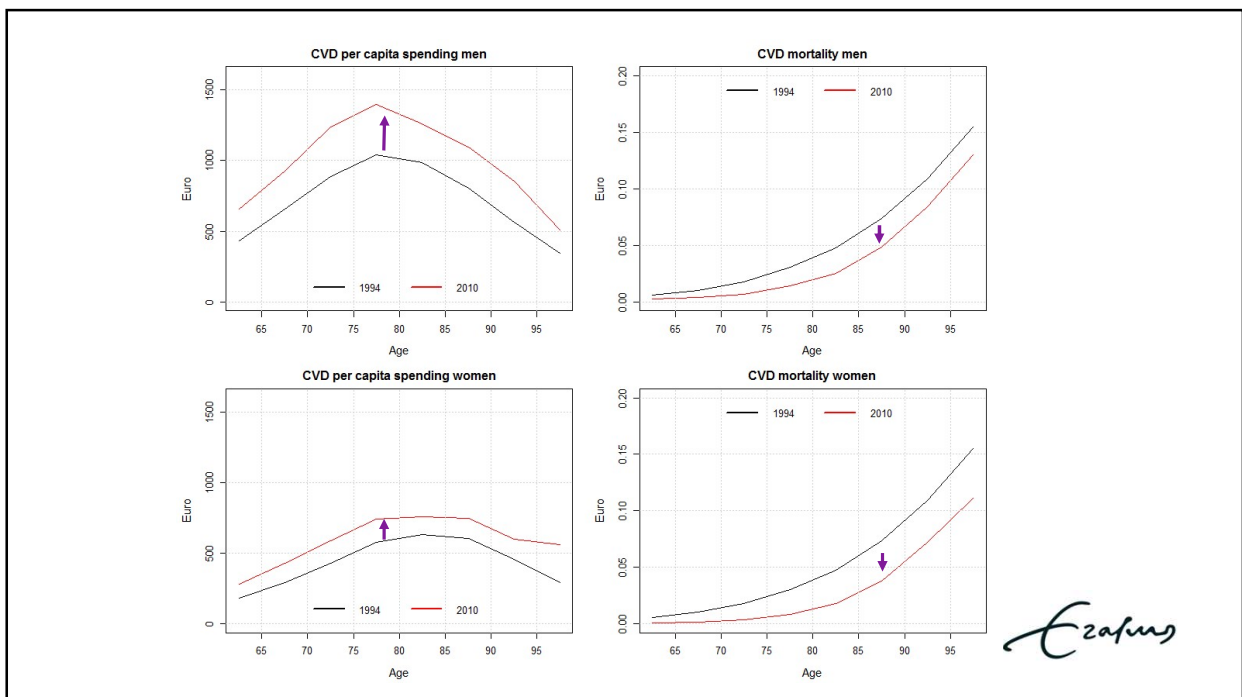 CVD per capita spending men
1500
1000
500
0
Euro
1994
2010
65 70 75 80 85 90 95
Age
CVD mortality men
0.20
0.15
0.10
0.05
0.00
Euro
1994
2010
65 70 75 80 85 90 95
Age
CVD per capita spending women
1500
1000
500
0
Euro
1994
2010
65 70 75 80 85 90 95
Age
CVD mortality women
0.20
0.15
0.10
0.05
0.00
Euro
1994
2010
65 70 75 80 85 90 95
Age
Erasmus